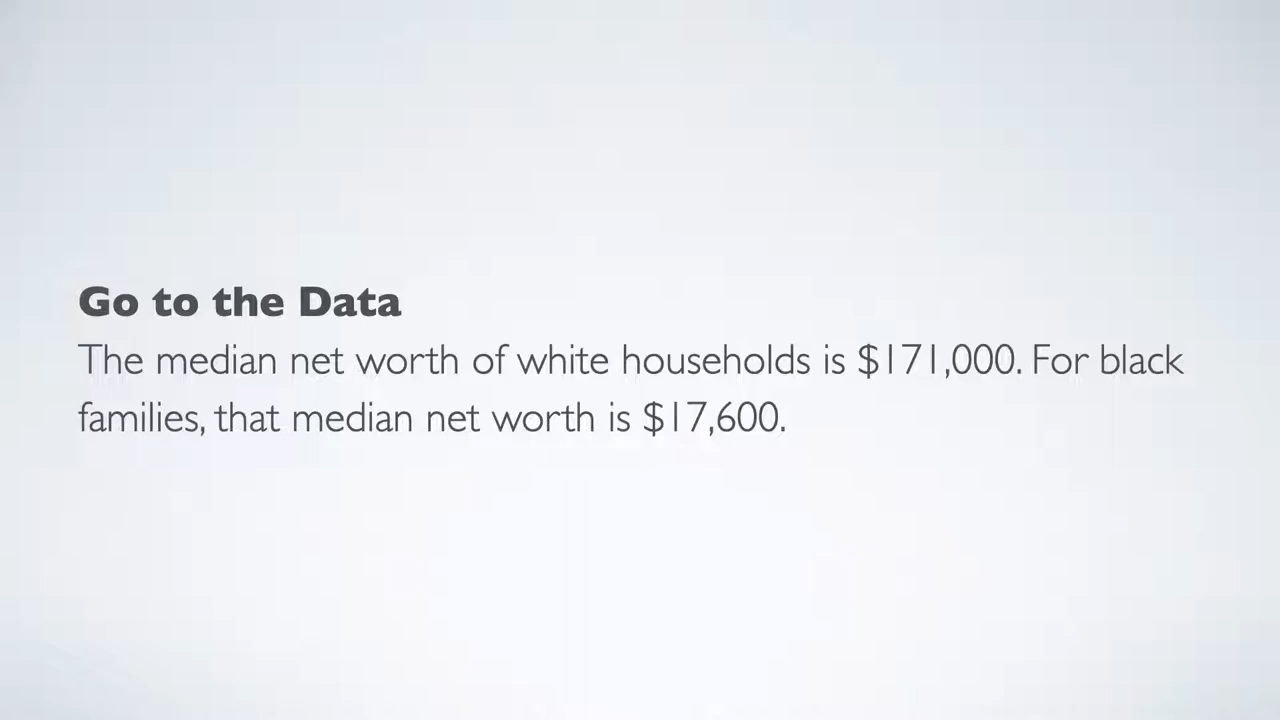 Go to the Data
The median net worth of white households is $171,000. For black
families, that median net worth is $17,600.